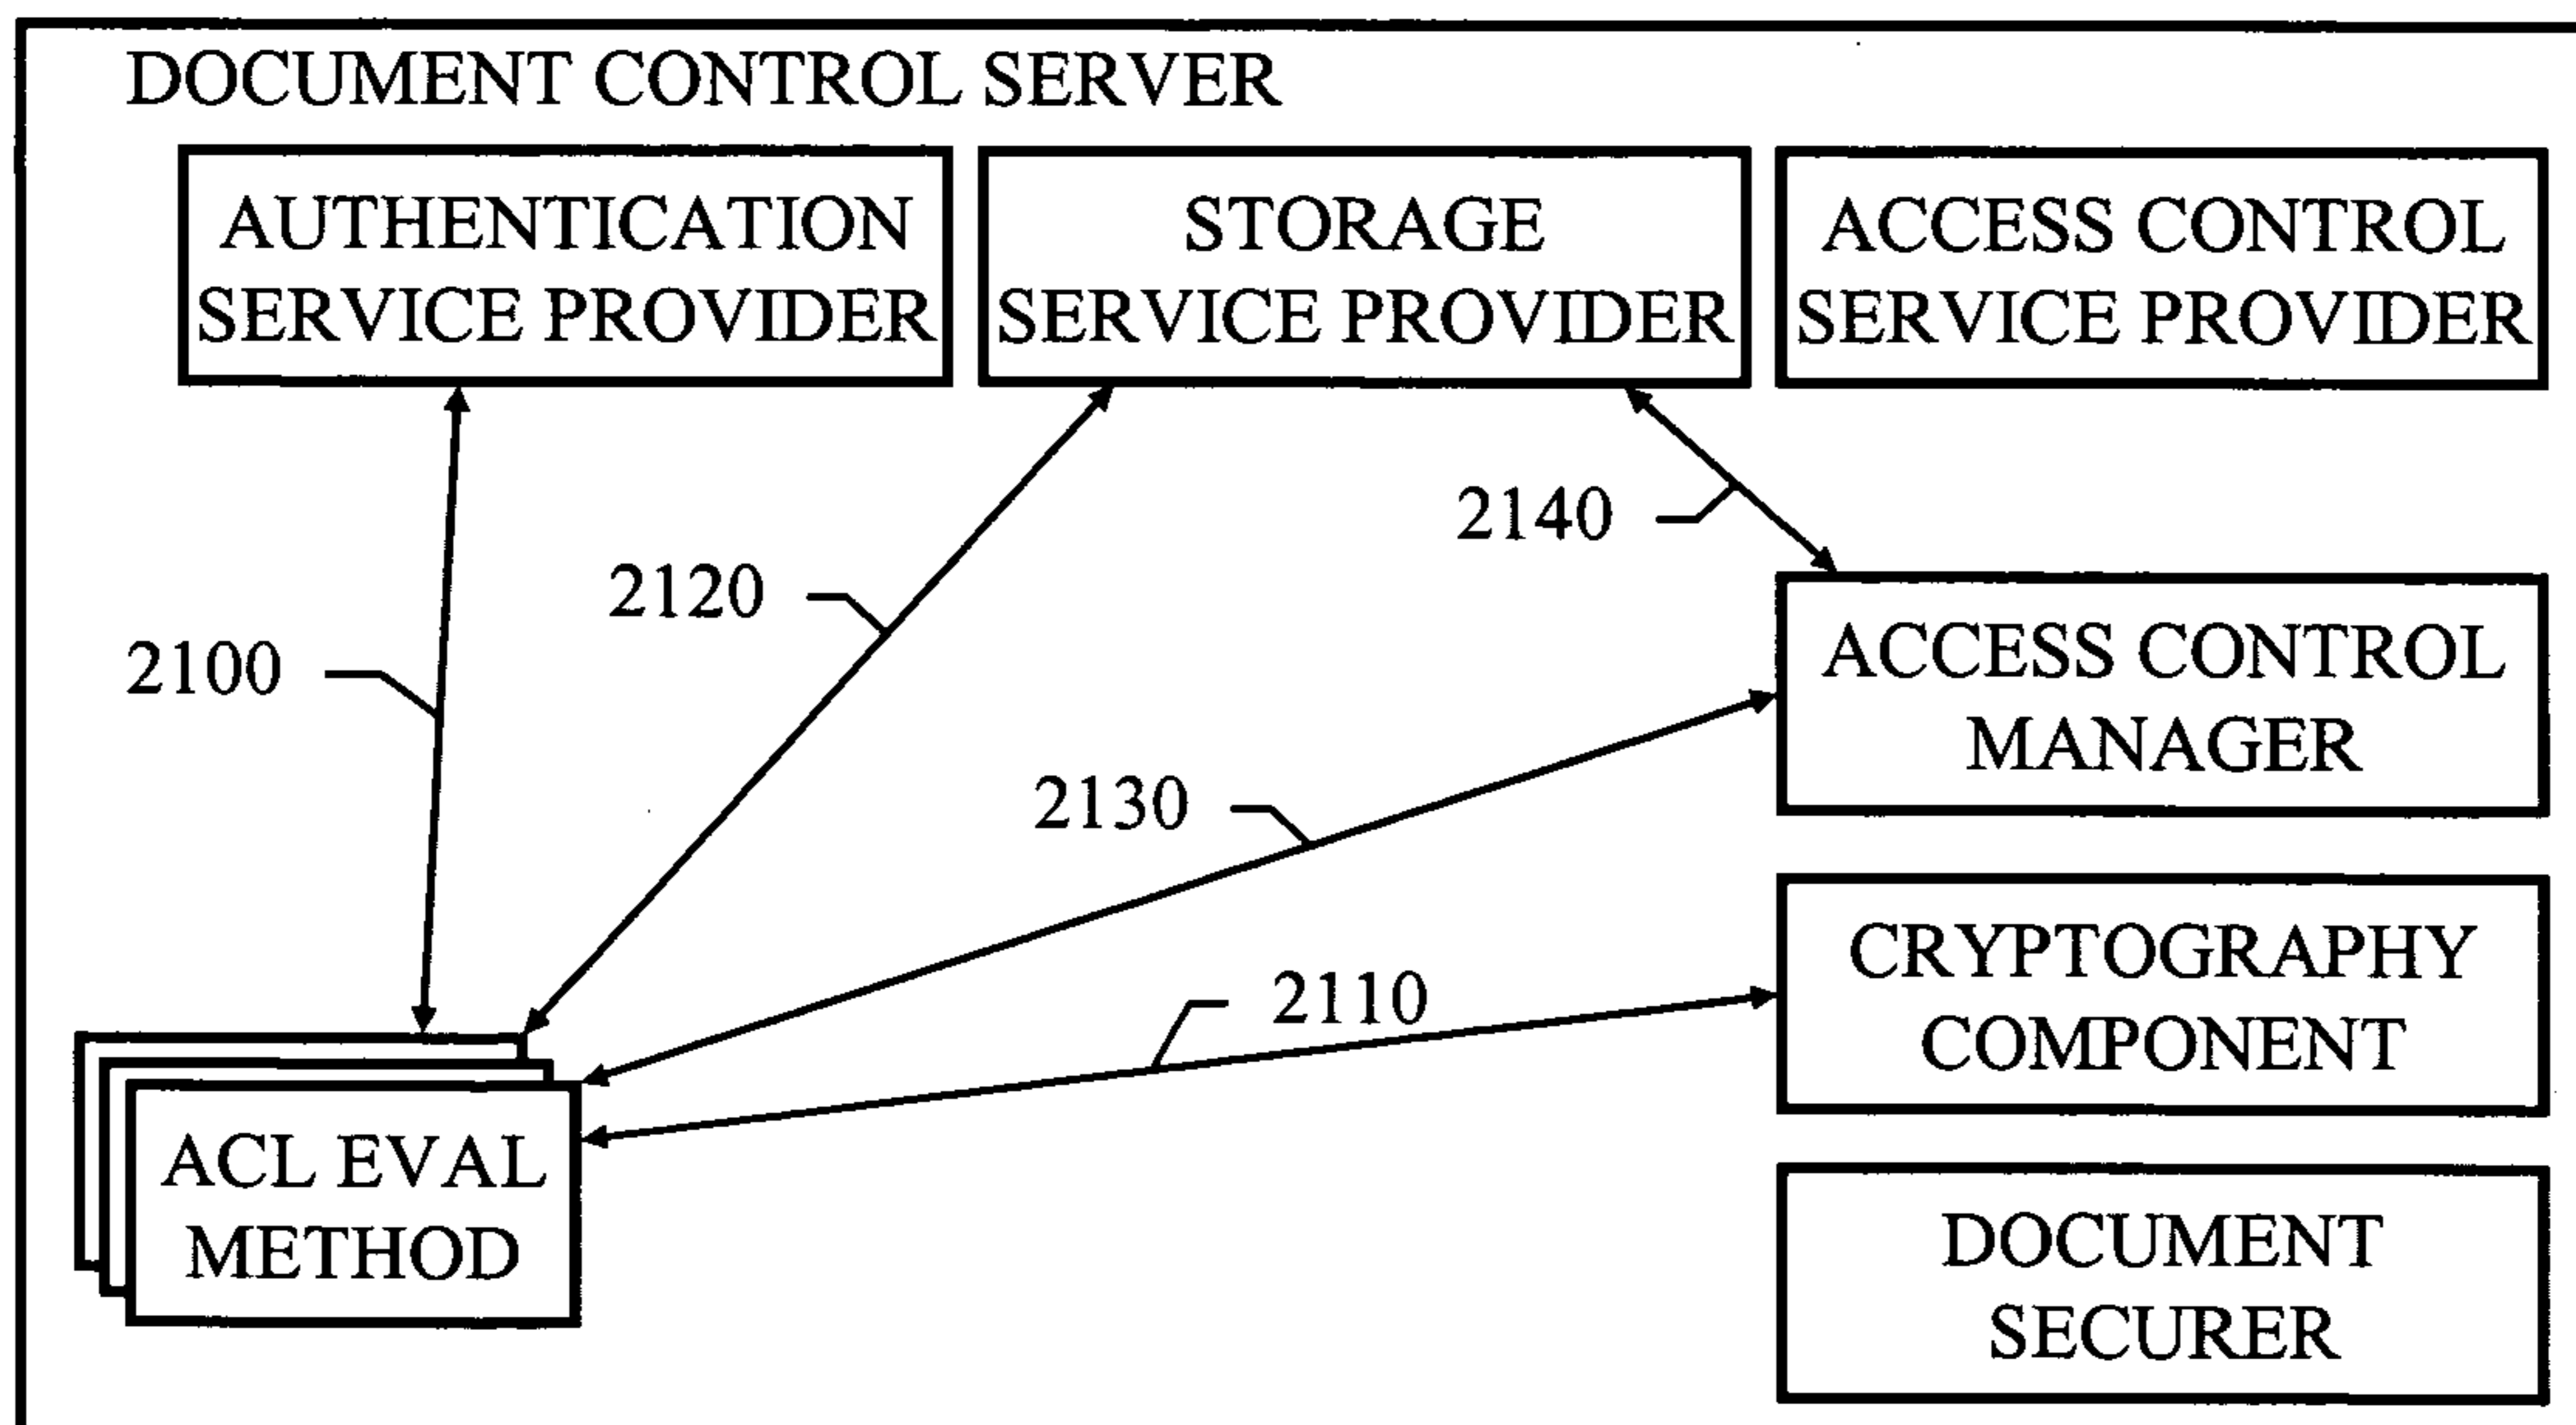 DOCUMENT CONTROL SERVER
AUTHENTICATION
SERVICE PROVIDER
STORAGE
SERVICE PROVIDER
ACCESS CONTROL
SERVICE PROVIDER
2140
2120
2100
ACCESS CONTROL
MANAGER
2130
2110
CRYPTOGRAPHY
COMPONENT
ACL EVAL
METHOD
DOCUMENT
SECURER